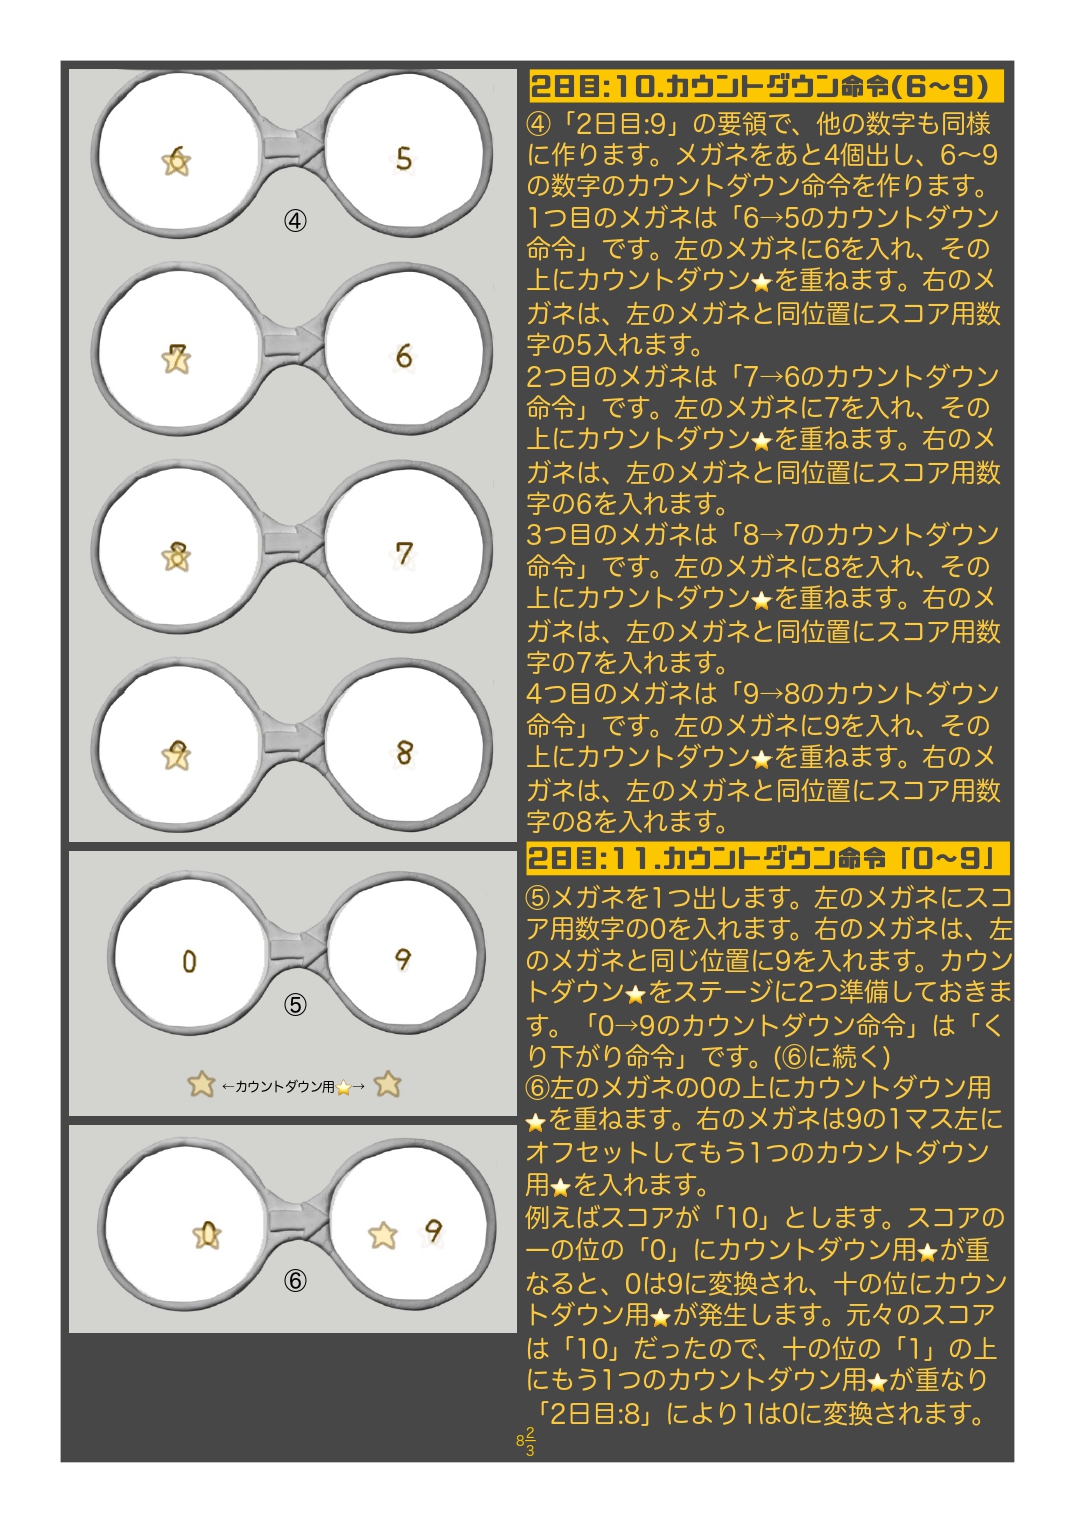 6 5
④
7 6
8 7
9 8
2日目:10.カウントダウン命令(6〜9)
④「2日目:9」の要領で、他の数字も同様
に作ります。メガネをあと4個出し、6〜9
の数字のカウントダウン命令を作ります。
1つ目のメガネは「6→5のカウントダウン
命令」です。左のメガネに6を入れ、その
上にカウントダウン⭐を重ねます。右のメ
ガネは、左のメガネと同位置にスコア用数
字の5入れます。
2つ目のメガネは「7→6のカウントダウン
命令」です。左のメガネに7を入れ、その
上にカウントダウン⭐を重ねます。右のメ
ガネは、左のメガネと同位置にスコア用数
字の6を入れます。
3つ目のメガネは「8→7のカウントダウン
命令」です。左のメガネに8を入れ、その
上にカウントダウン⭐を重ねます。右のメ
ガネは、左のメガネと同位置にスコア用数
字の7を入れます。
4つ目のメガネは「9→8のカウントダウン
命令」です。左のメガネに9を入れ、その
上にカウントダウン⭐を重ねます。右のメ
ガネは、左のメガネと同位置にスコア用数
字の8を入れます。
0 9
⑤
←カウントダウン用⭐→
0 9
⑥
2日目:11.カウントダウン命令「0〜9」
⑤メガネを1つ出します。左のメガネにスコ
ア用数字の0を入れます。右のメガネは、左
のメガネと同じ位置に9を入れます。カウン
トダウン⭐をステージに2つ準備しておきま
す。「0→9のカウントダウン命令」は「く
り下がり命令」です。(⑥に続く)
⑥左のメガネの0の上にカウントダウン用
⭐を重ねます。右のメガネは9の1マス左に
オフセットしてもう1つのカウントダウン
用⭐を入れます。
例えばスコアが「10」とします。スコアの
一の位の「0」にカウントダウン用⭐が重
なると、0は9に変換され、十の位にカウン
トダウン用⭐が発生します。元々のスコア
は「10」だったので、十の位の「1」の上
にもう1つのカウントダウン用⭐が重なり
「2日目:8」により1は0に変換されます。
8 2/3